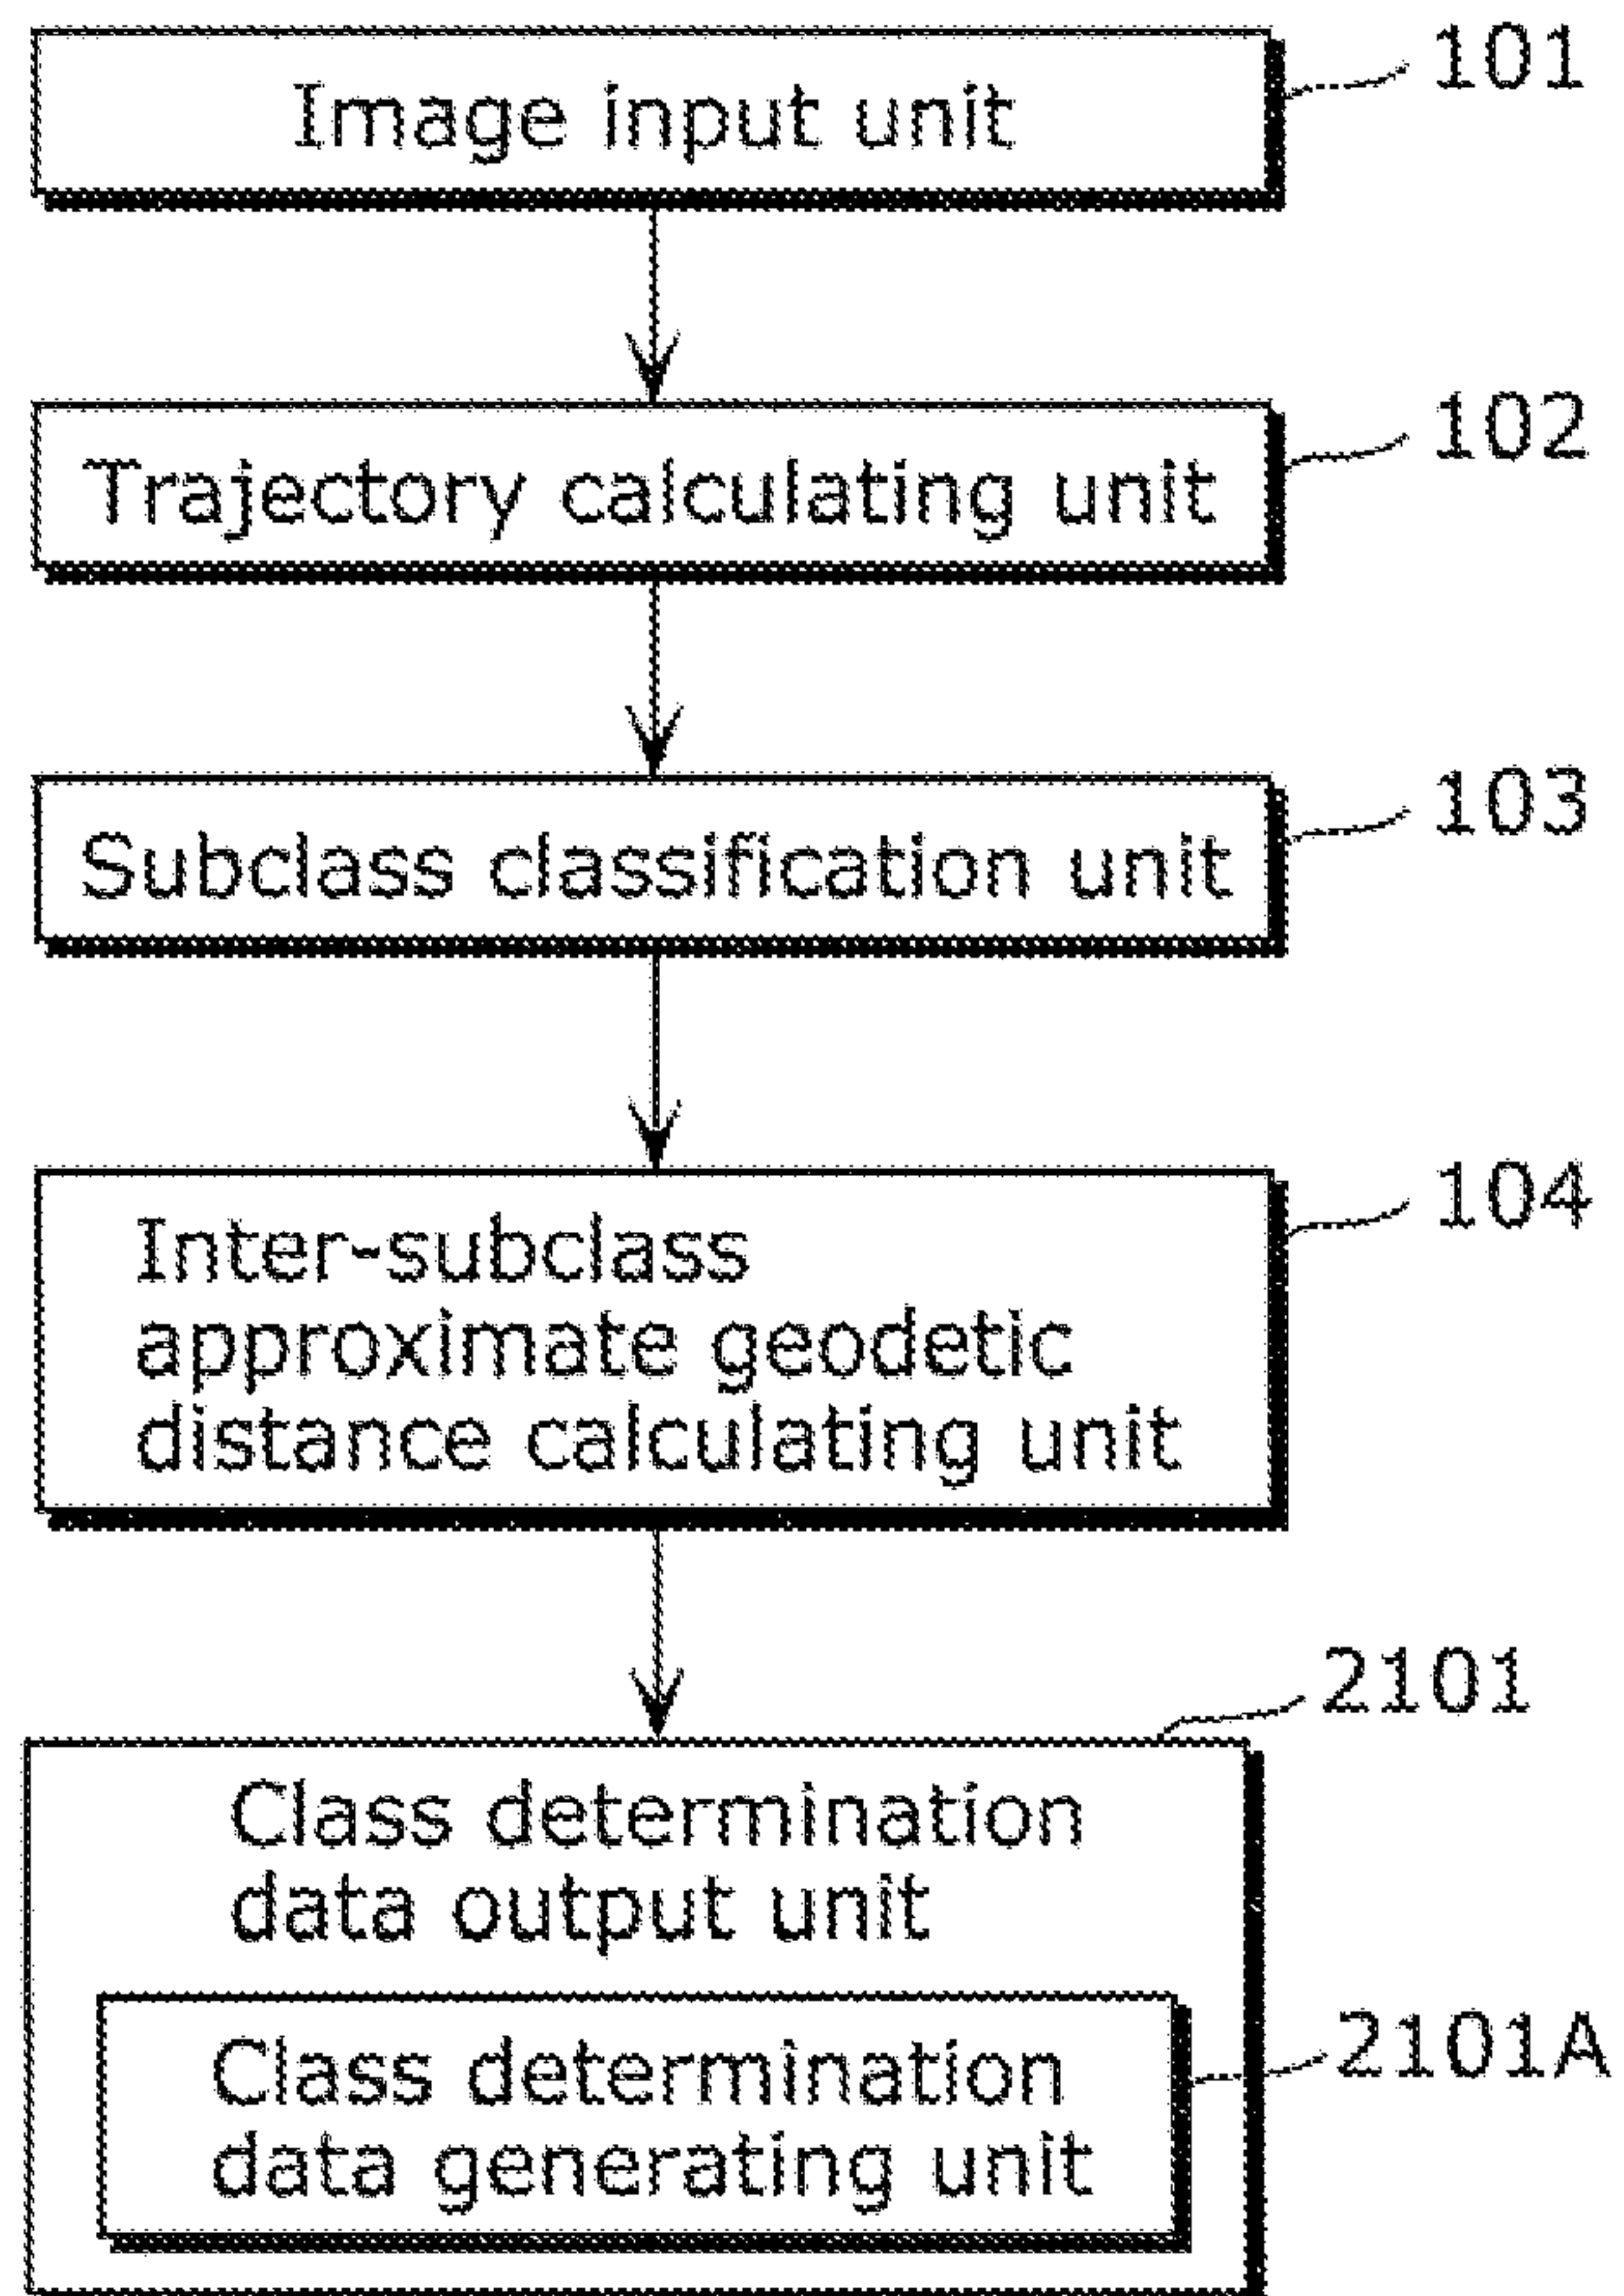 Image input unit
101
Trajectory calculating unit
102
Subclass classification unit
103
Inter-subclass
approximate geodetic
distance calculating unit
104
2101
Class determination
data output unit
Class determination
data generating unit
2101A